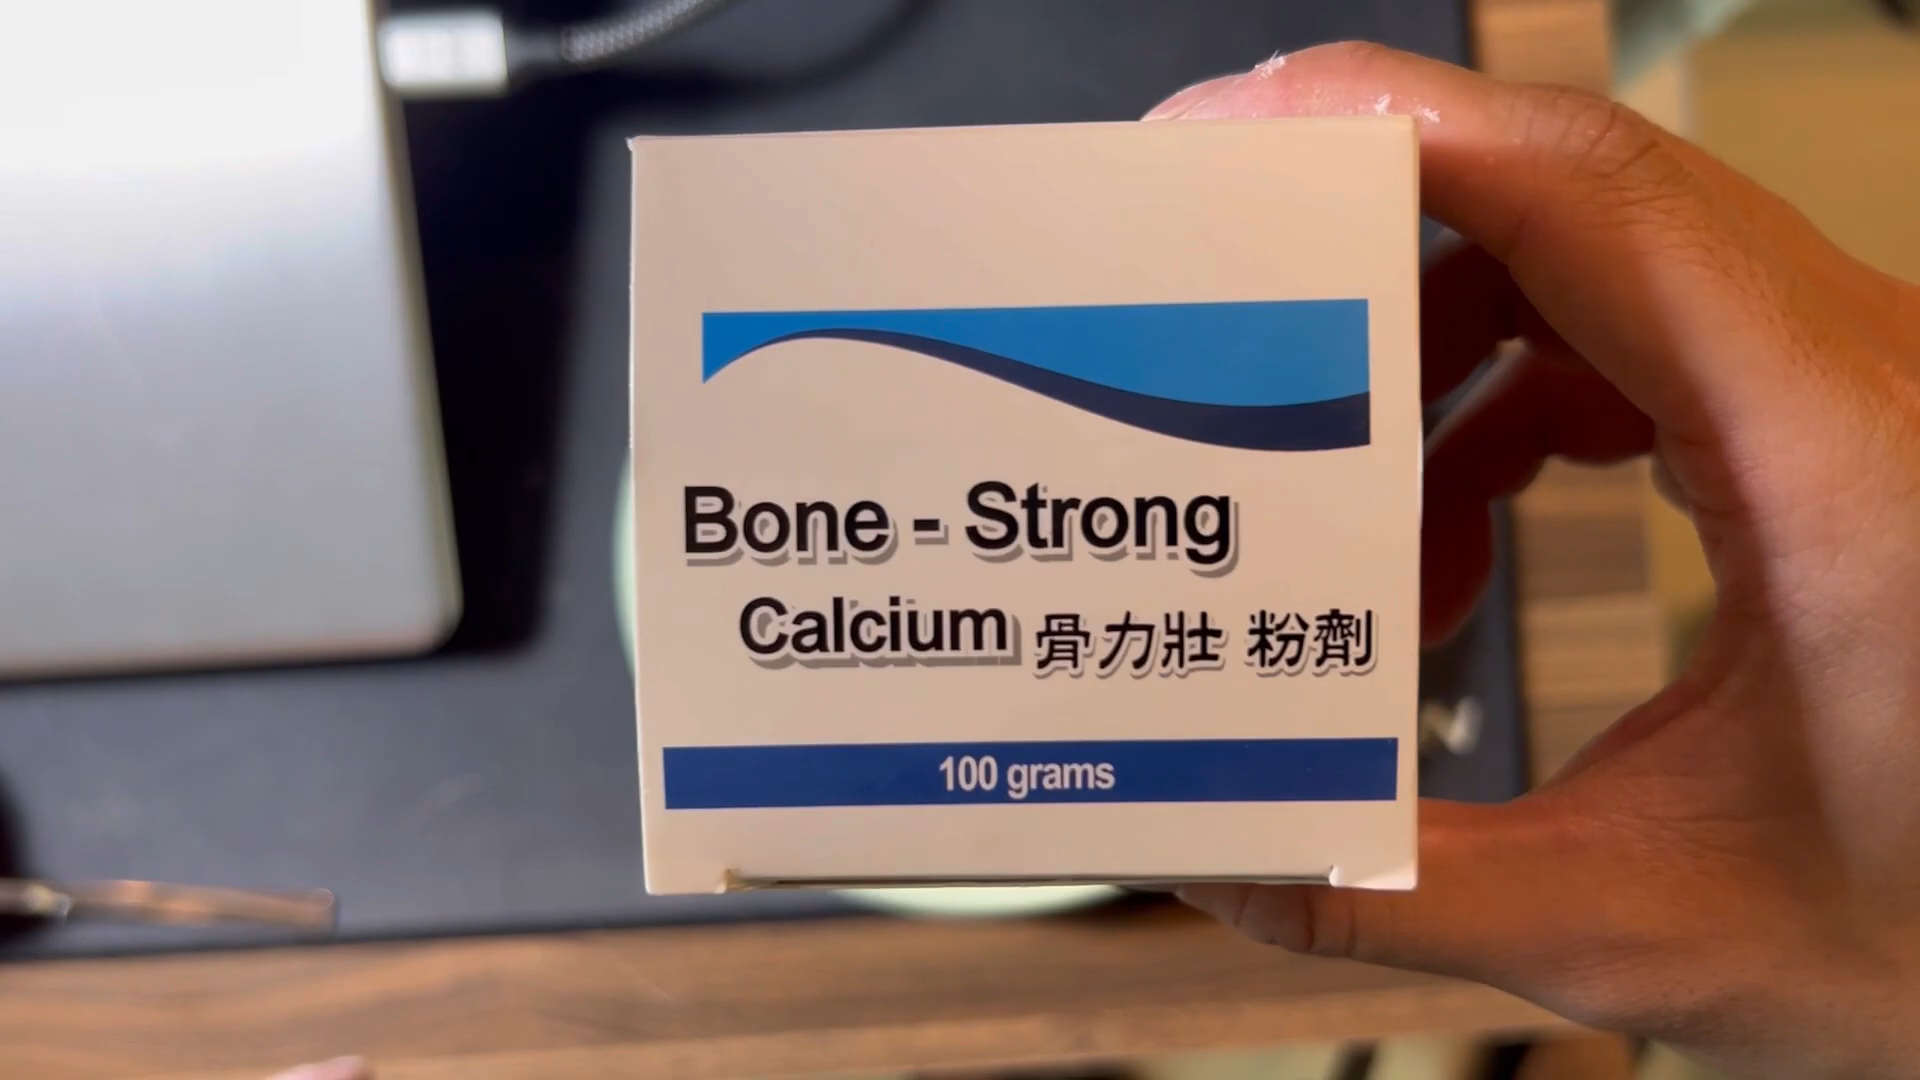 Bone - Strong
Calcium 骨力壯 粉劑
100 grams